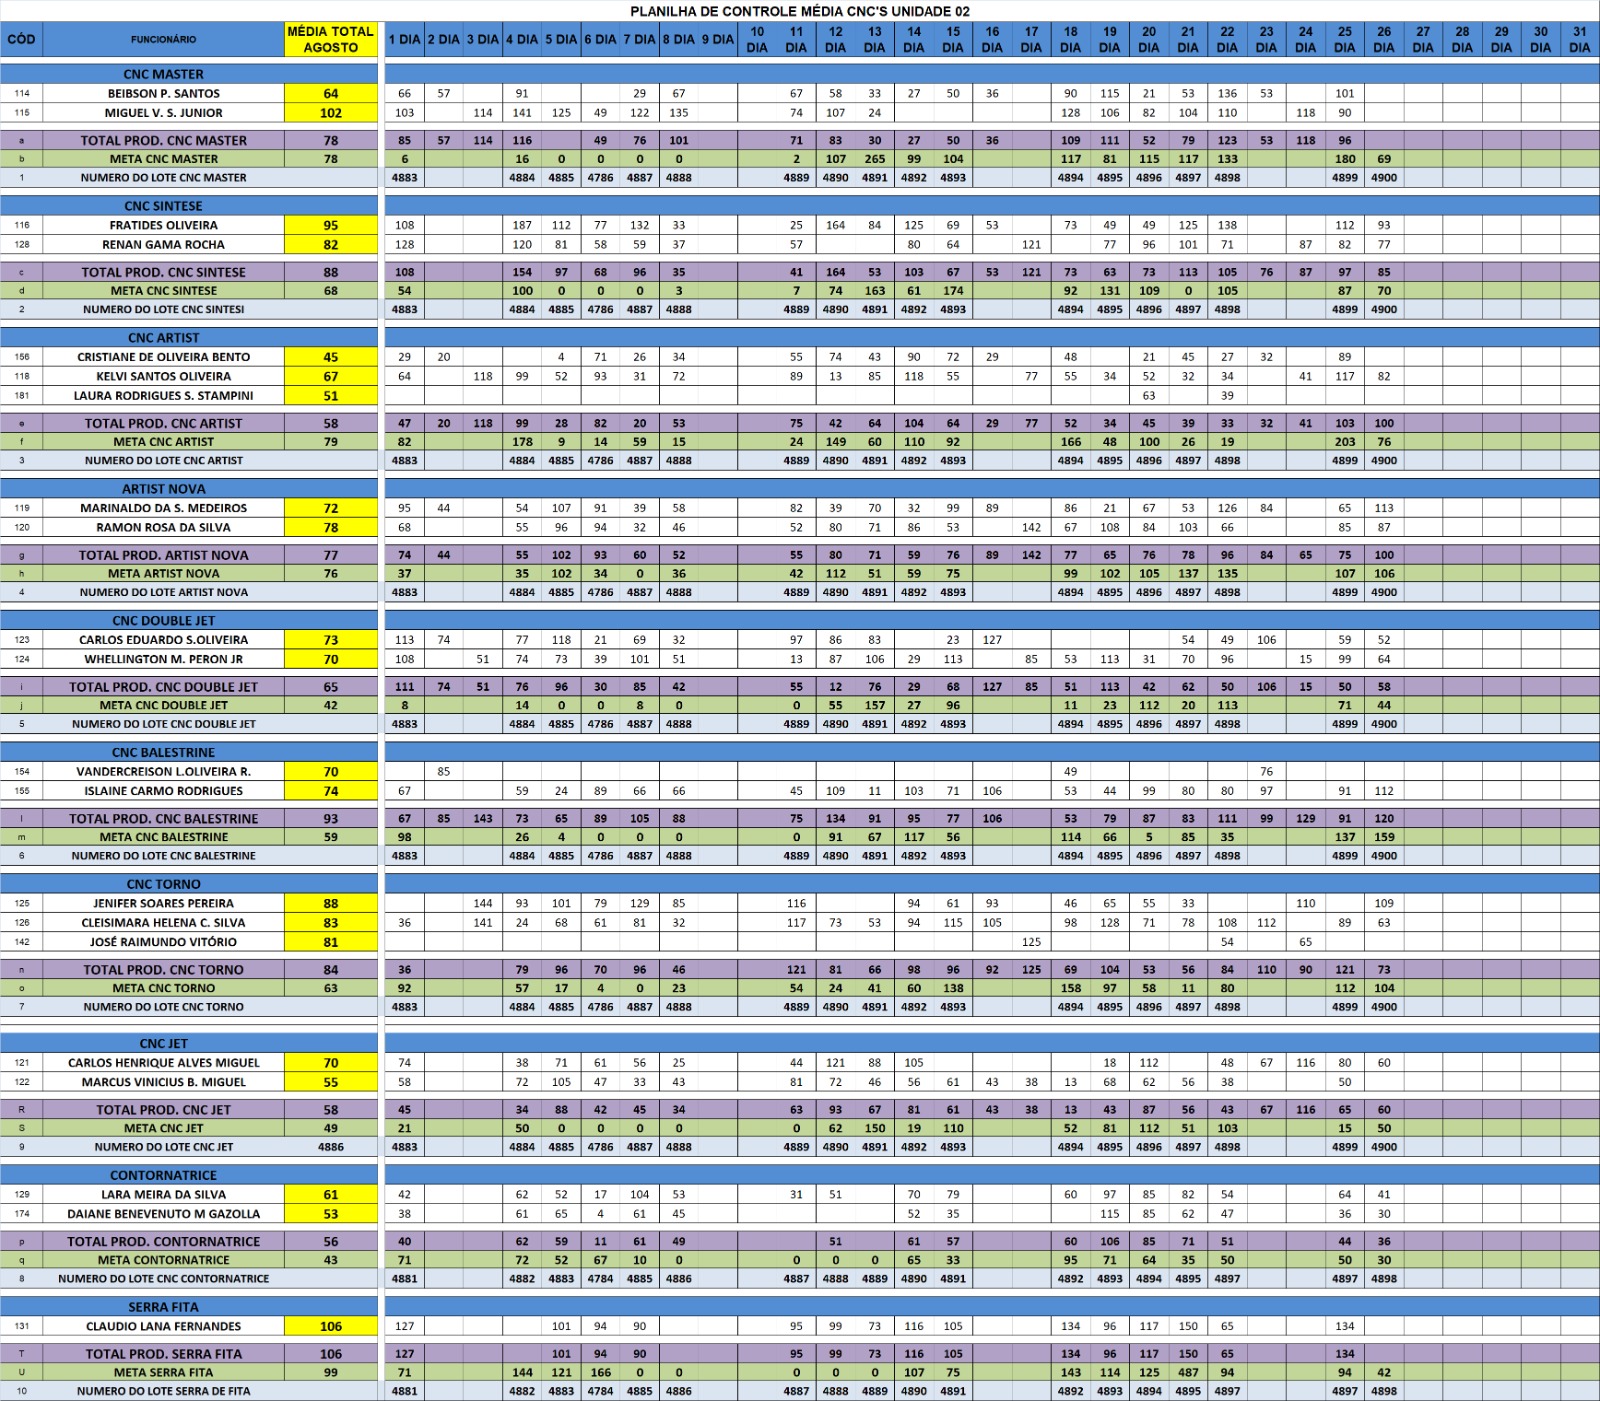 PLANILHA DE CONTROLE MÉDIA CNC'S UNIDADE 02
CÓD FUNCIONÁRIO MÉDIA TOTAL AGOSTO 1 DIA 2 DIA 3 DIA 4 DIA 5 DIA 6 DIA 7 DIA 8 DIA 9 DIA 10 DIA 11 DIA 12 DIA 13 DIA 14 DIA 15 DIA 16 DIA 17 DIA 18 DIA 19 DIA 20 DIA 21 DIA 22 DIA 23 DIA 24 DIA 25 DIA 26 DIA 27 DIA 28 DIA 29 DIA 30 DIA 31 DIA
CNC MASTER
114 BEIBSON P. SANTOS 64 66 57 91 29 67 67 58 33 27 50 36 90 115 21 53 136 53 101
115 MIGUEL V. S. JUNIOR 102 103 114 141 125 49 122 135 74 107 24 128 106 82 104 110 118 90
a TOTAL PROD. CNC MASTER 78 85 57 114 116 49 76 101 71 83 30 27 50 36 109 111 52 79 123 53 118 96
b META CNC MASTER 78 6 16 0 0 0 0 2 107 265 99 104 117 81 115 117 133 180 69
1 NUMERO DO LOTE CNC MASTER 4883 4884 4885 4786 4887 4888 4889 4890 4891 4892 4893 4894 4895 4896 4897 4898 4899 4900
CNC SINTESE
116 FRATIDES OLIVEIRA 95 108 187 112 77 132 33 25 164 84 125 69 53 73 49 49 125 138 112 93
128 RENAN GAMA ROCHA 82 128 120 81 58 59 37 57 80 64 121 77 96 101 71 87 82 77
c TOTAL PROD. CNC SINTESE 88 108 154 97 68 96 35 41 164 53 103 67 53 121 73 63 73 113 105 76 87 97 85
d META CNC SINTESE 68 54 100 0 0 0 3 7 74 163 61 174 92 131 109 0 105 87 70
2 NUMERO DO LOTE CNC SINTESI 4883 4884 4885 4786 4887 4888 4889 4890 4891 4892 4893 4894 4895 4896 4897 4898 4899 4900
CNC ARTIST
156 CRISTIANE DE OLIVEIRA BENTO 45 29 20 4 71 26 34 55 74 43 90 72 29 48 21 45 27 32 89
118 KELVI SANTOS OLIVEIRA 67 64 118 99 52 93 31 72 89 13 85 118 55 77 55 34 52 32 34 41 117 82
181 LAURA RODRIGUES S. STAMPINI 51 63 39
e TOTAL PROD. CNC ARTIST 58 47 20 118 99 28 82 20 53 75 42 64 104 64 29 77 52 34 45 39 33 32 41 103 100
f META CNC ARTIST 79 82 178 9 14 59 15 24 149 60 110 92 166 48 100 26 19 203 76
3 NUMERO DO LOTE CNC ARTIST 4883 4884 4885 4786 4887 4888 4889 4890 4891 4892 4893 4894 4895 4896 4897 4898 4899 4900
ARTIST NOVA
119 MARINALDO DA S. MEDEIROS 72 95 44 54 107 91 39 58 82 39 70 32 99 89 86 21 67 53 126 84 65 113
120 RAMON ROSA DA SILVA 78 68 55 96 94 32 46 52 80 71 86 53 142 67 108 84 103 66 85 87
g TOTAL PROD. ARTIST NOVA 77 74 44 55 102 93 60 52 55 80 71 59 76 89 142 77 65 76 78 96 84 65 75 100
h META ARTIST NOVA 76 37 35 102 34 0 36 42 112 51 59 75 99 102 105 137 135 107 106
4 NUMERO DO LOTE ARTIST NOVA 4883 4884 4885 4786 4887 4888 4889 4890 4891 4892 4893 4894 4895 4896 4897 4898 4899 4900
CNC DOUBLE JET
123 CARLOS EDUARDO S.OLIVEIRA 73 113 74 77 118 21 69 32 97 86 83 23 127 54 49 106 59 52
124 WHELLINGTON M. PERON JR 70 108 51 74 73 39 101 51 13 87 106 29 113 85 53 113 31 70 96 15 99 64
i TOTAL PROD. CNC DOUBLE JET 65 111 74 51 76 96 30 85 42 55 12 76 29 68 127 85 51 113 42 62 50 106 15 50 58
j META CNC DOUBLE JET 42 8 14 0 0 8 0 0 55 157 27 96 11 23 112 20 113 71 44
5 NUMERO DO LOTE CNC DOUBLE JET 4883 4884 4885 4786 4887 4888 4889 4890 4891 4892 4893 4894 4895 4896 4897 4898 4899 4900
CNC BALESTRINE
154 VANDERCREISON L.OLIVEIRA R. 70 85 49 76
155 ISLAINE CARMO RODRIGUES 74 67 59 24 89 66 66 45 109 11 103 71 106 53 44 99 80 80 97 91 112
l TOTAL PROD. CNC BALESTRINE 93 67 85 143 73 65 89 105 88 75 134 91 95 77 106 53 79 87 83 111 99 129 91 120
m META CNC BALESTRINE 59 98 26 4 0 0 0 0 91 67 117 56 114 66 5 85 35 137 159
6 NUMERO DO LOTE CNC BALESTRINE 4883 4884 4885 4786 4887 4888 4889 4890 4891 4892 4893 4894 4895 4896 4897 4898 4899 4900
CNC TORNO
125 JENIFER SOARES PEREIRA 88 144 93 101 79 129 85 116 94 61 93 46 65 55 33 110 109
126 CLEISIMARA HELENA C. SILVA 83 36 141 24 68 61 81 32 117 73 53 94 115 105 98 128 71 78 108 112 89 63
142 JOSÉ RAIMUNDO VITÓRIO 81 125 54 65
n TOTAL PROD. CNC TORNO 84 36 79 96 70 96 46 121 81 66 98 96 92 125 69 104 53 56 84 110 90 121 73
o META CNC TORNO 63 92 57 17 4 0 23 54 24 41 60 138 158 97 58 11 80 112 104
7 NUMERO DO LOTE CNC TORNO 4883 4884 4885 4786 4887 4888 4889 4890 4891 4892 4893 4894 4895 4896 4897 4898 4899 4900
CNC JET
121 CARLOS HENRIQUE ALVES MIGUEL 70 74 38 71 61 56 25 44 121 88 105 18 112 48 67 116 80 60
122 MARCUS VINICIUS B. MIGUEL 55 58 72 105 47 33 43 81 72 46 56 61 43 38 13 68 62 56 38 50
R TOTAL PROD. CNC JET 58 45 34 88 42 45 34 63 93 67 81 61 43 38 13 43 87 56 43 67 116 65 60
S META CNC JET 49 21 50 0 0 0 0 0 62 150 19 110 52 81 112 51 103 15 50
9 NUMERO DO LOTE CNC JET 4886 4883 4884 4885 4786 4887 4888 4889 4890 4891 4892 4893 4894 4895 4896 4897 4898 4899 4900
CONTORNATRICE
129 LARA MEIRA DA SILVA 61 42 62 52 17 104 53 31 51 70 79 60 97 85 82 54 64 41
174 DAIANE BENEVENUTO M GAZOLLA 53 38 61 65 4 61 45 52 35 115 85 62 47 36 30
p TOTAL PROD. CONTORNATRICE 56 40 62 59 11 61 49 51 61 57 60 106 85 71 51 44 36
q META CONTORNATRICE 43 71 72 52 67 10 0 0 0 0 65 33 95 71 64 35 50 50 30
8 NUMERO DO LOTE CNC CONTORNATRICE 4881 4882 4883 4784 4885 4886 4887 4888 4889 4890 4891 4892 4893 4894 4895 4897 4897 4898
SERRA FITA
131 CLAUDIO LANA FERNANDES 106 127 101 94 90 95 99 73 116 105 134 96 117 150 65 134
T TOTAL PROD. SERRA FITA 106 127 101 94 90 95 99 73 116 105 134 96 117 150 65 134
U META SERRA FITA 99 71 144 121 166 0 0 0 0 0 107 75 143 114 125 487 94 94 42
10 NUMERO DO LOTE SERRA DE FITA 4881 4882 4883 4784 4885 4886 4887 4888 4889 4890 4891 4892 4893 4894 4895 4897 4897 4898